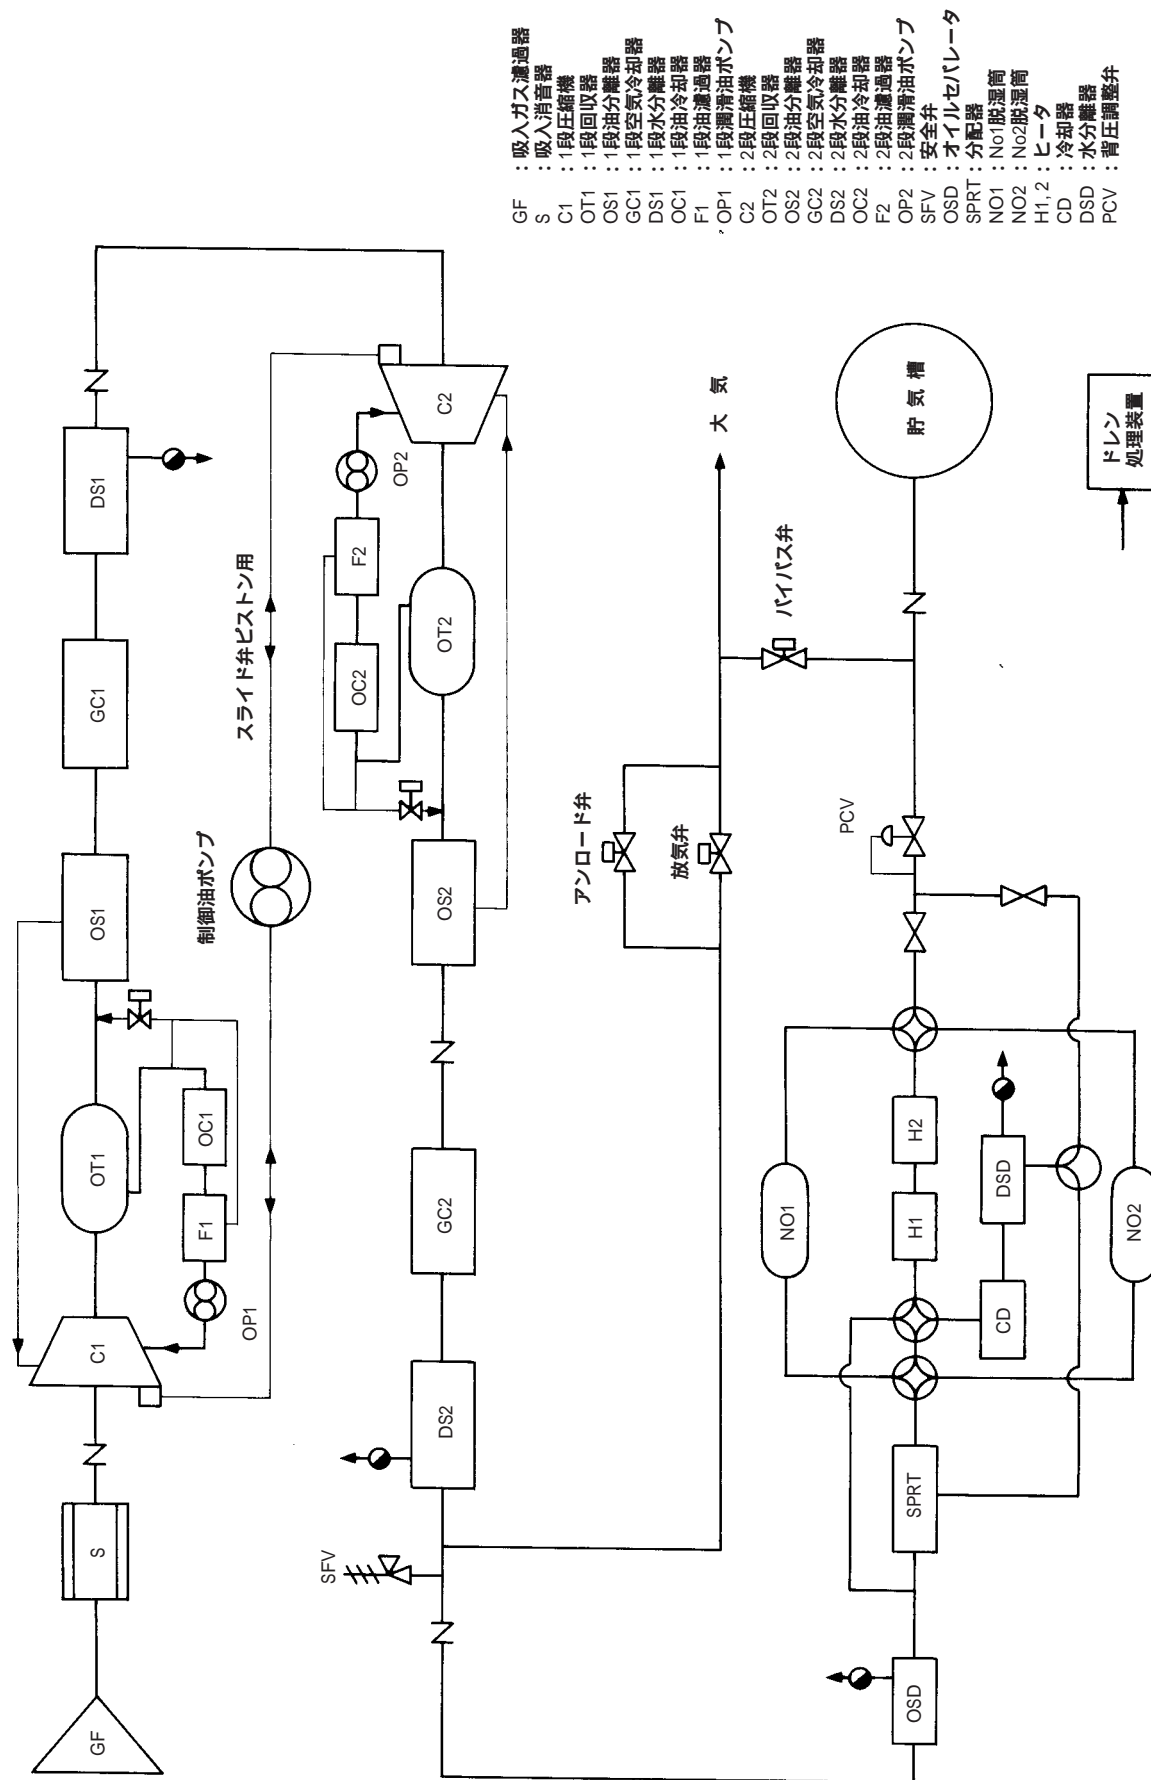 GF
S
C1
OT1
OS1
GC1
DS1
OP1
F1
OC1
制御油ポンプ
スライド弁ピストン用
SFV
DS2
GC2
OS2
OC2
F2
OT2
OP2
C2
アンロード弁
放気弁
バイパス弁
大 気
OSD
SPRT
NO1
H1
H2
CD
DSD
NO2
PCV
貯 気 槽
ドレン
処理装置
GF : 吸入ガス濾過器
S : 吸入消音器
C1 : 1段圧縮機
OT1 : 1段回収器
OS1 : 1段油分離器
GC1 : 1段空気冷却器
DS1 : 1段水分離器
OC1 : 1段油冷却器
F1 : 1段油濾過器
OP1 : 1段潤滑油ポンプ
C2 : 2段圧縮機
OT2 : 2段回収器
OS2 : 2段油分離器
GC2 : 2段空気冷却器
DS2 : 2段水分離器
OC2 : 2段油冷却器
F2 : 2段油濾過器
OP2 : 2段潤滑油ポンプ
SFV : 安全弁
OSD : オイルセパレータ
SPRT : 分配器
NO1 : No1脱湿筒
NO2 : No2脱湿筒
H1, 2 : ヒータ
CD : 冷却器
DSD : 水分離器
PCV : 背圧調整弁